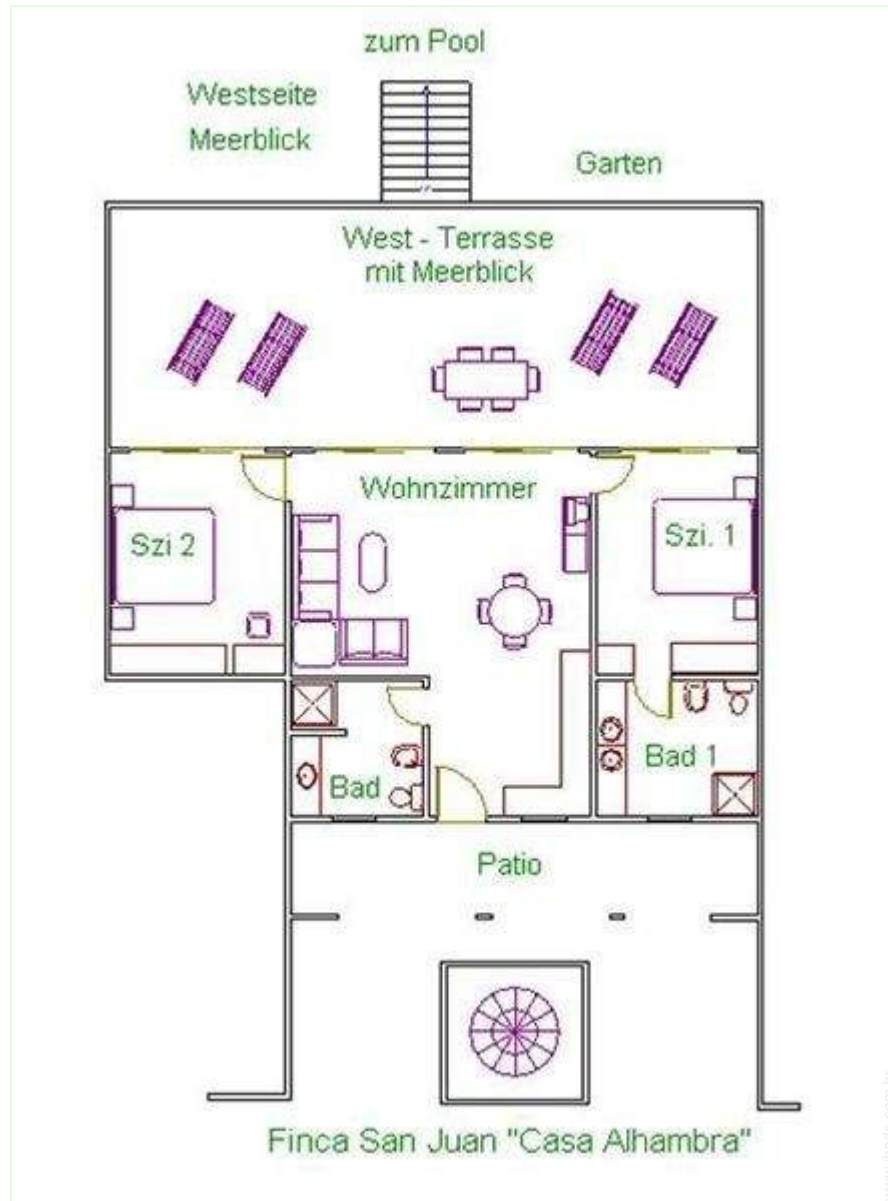 zum Pool
Westseite
Meerblick
Garten
West - Terrasse
mit Meerblick
Wohnzimmer
Szi 2
Szi. 1
Bad
Bad 1
Patio
Finca San Juan "Casa Alhambra"